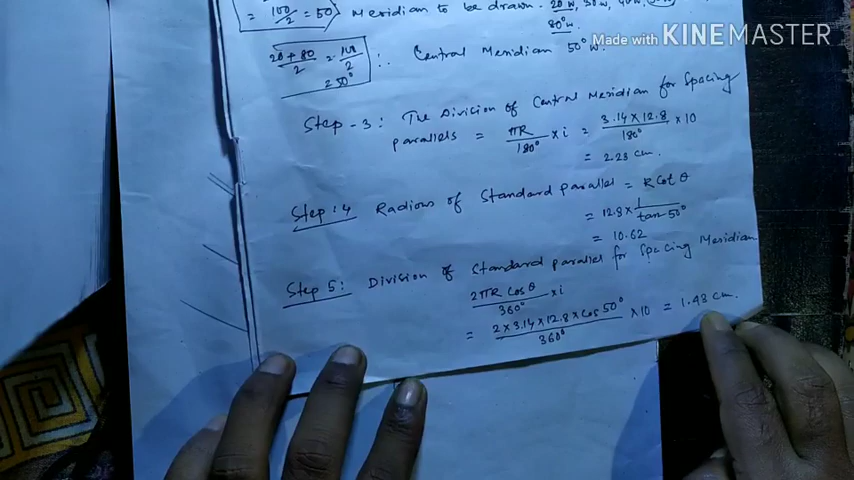 = 100/2 = 50) Meridian to be drawn. 20°w, 30°w, 40°w,
80°w.
Made with KINEMASTER
20 + 80/2 = 100/2 ∴ Central Meridian 50°w.
= 50°
Step - 3: The Division of Central Meridian for Spacing
parallels = πR/180° × i = 3.14 × 12.8/180° × 10
= 2.23 cm.
Step: 4 Radious of Standard parallel = R cot θ
= 12.8 × 1/tan 50°
= 10.62
Step 5: Division of Standard parallel for Spacing Meridian
2πR Cos θ/360° × i
= 2 × 3.14 × 12.8 × Cos 50°/360° × 10 = 1.43 cm.